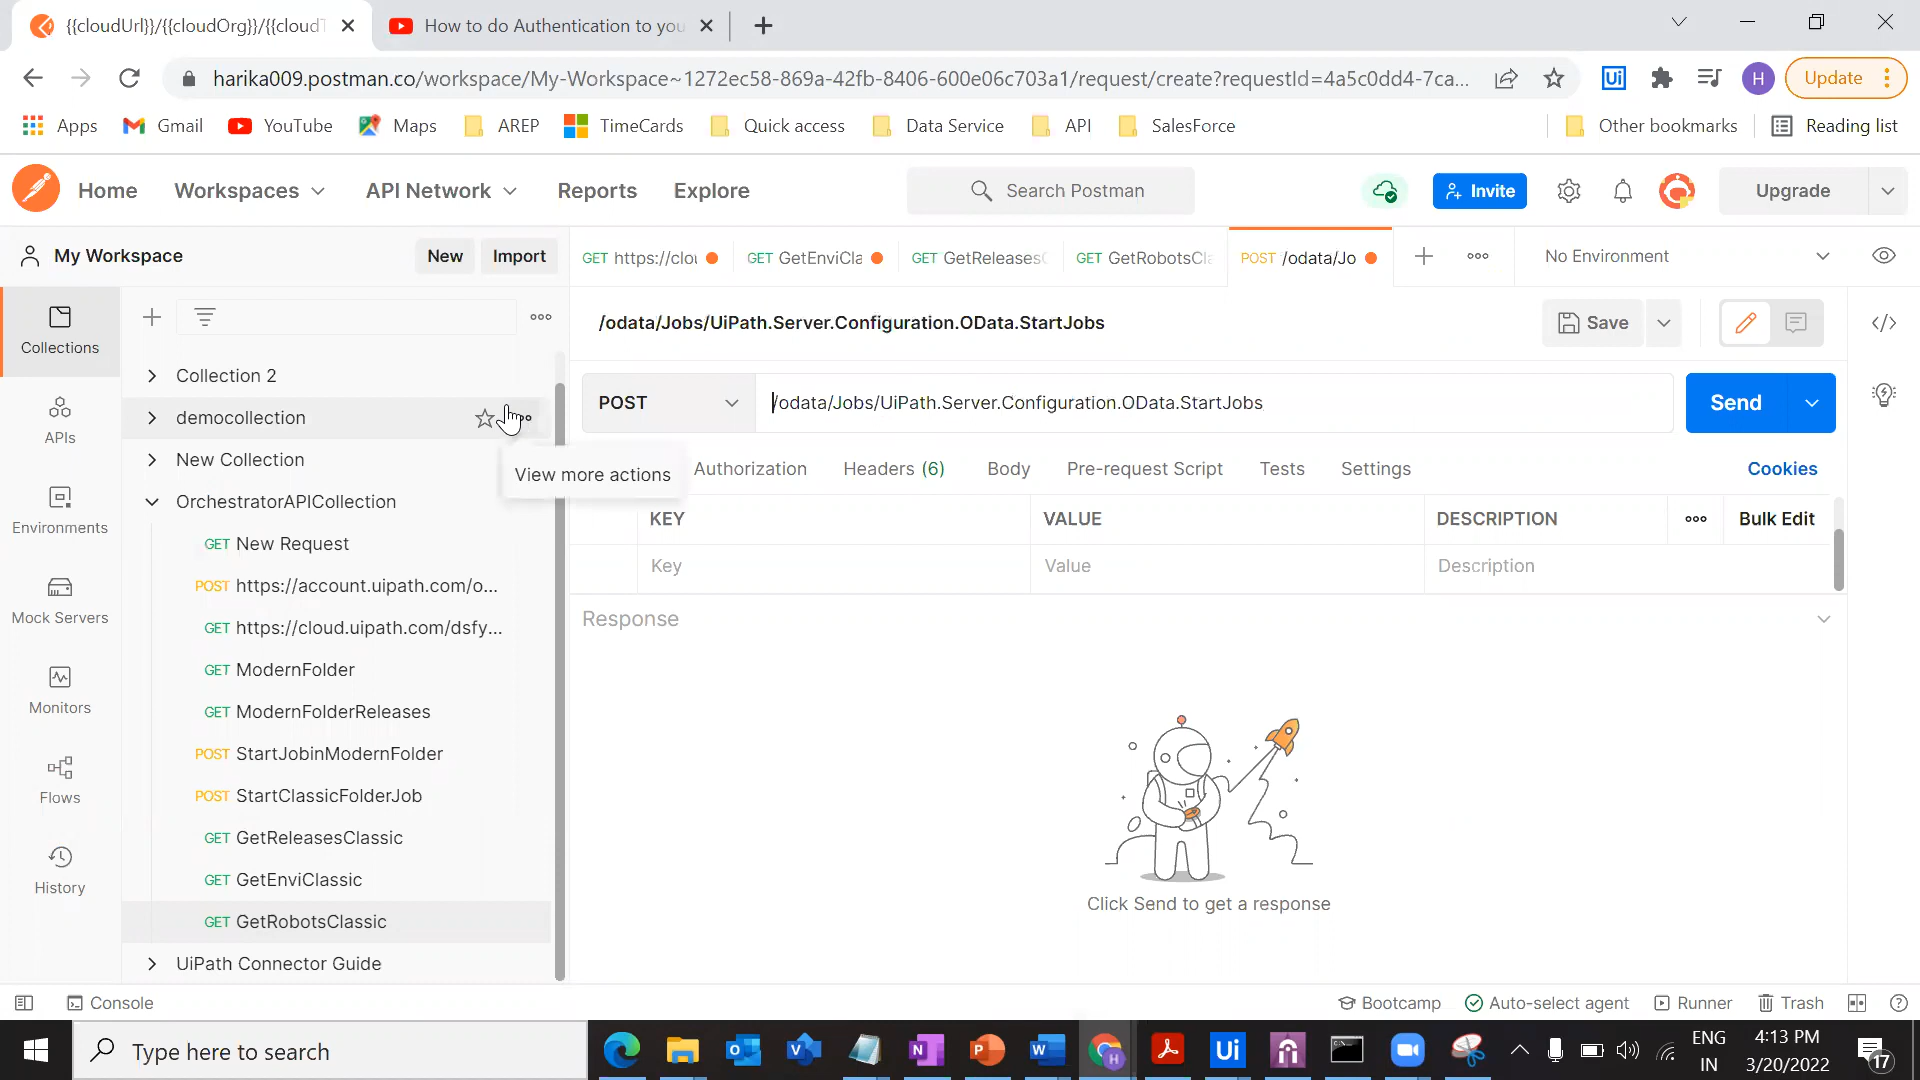 {{cloudUrl}}/{{cloudOrg}}/{{cloudT
How to do Authentication to you
harika009.postman.co/workspace/My-Workspace~1272ec58-869a-42fb-8406-600e06c703a1/request/create?requestId=4a5c0dd4-7ca...
Ui
H
Update
Apps
Gmail
YouTube
Maps
AREP
TimeCards
Quick access
Data Service
API
SalesForce
Other bookmarks
Reading list
Home
Workspaces
API Network
Reports
Explore
Search Postman
Invite
Upgrade
My Workspace
New
Import
GET https://clou
GET GetEnviCla
GET GetReleasesC
GET GetRobotsCla
POST /odata/Jo
No Environment
Collections
APIs
Environments
Mock Servers
Monitors
Flows
History
Collection 2
democollection
New Collection
OrchestratorAPICollection
GET New Request
POST https://account.uipath.com/o...
GET https://cloud.uipath.com/dsfy...
GET ModernFolder
GET ModernFolderReleases
POST StartJobinModernFolder
POST StartClassicFolderJob
GET GetReleasesClassic
GET GetEnviClassic
GET GetRobotsClassic
UiPath Connector Guide
View more actions
/odata/Jobs/UiPath.Server.Configuration.OData.StartJobs
Save
POST
/odata/Jobs/UiPath.Server.Configuration.OData.StartJobs
Send
Authorization
Headers (6)
Body
Pre-request Script
Tests
Settings
Cookies
KEY
VALUE
DESCRIPTION
Bulk Edit
Key
Value
Description
Response
Click Send to get a response
Console
Bootcamp
Auto-select agent
Runner
Trash
Type here to search
Ui
H
ENG
IN
4:13 PM
3/20/2022
17